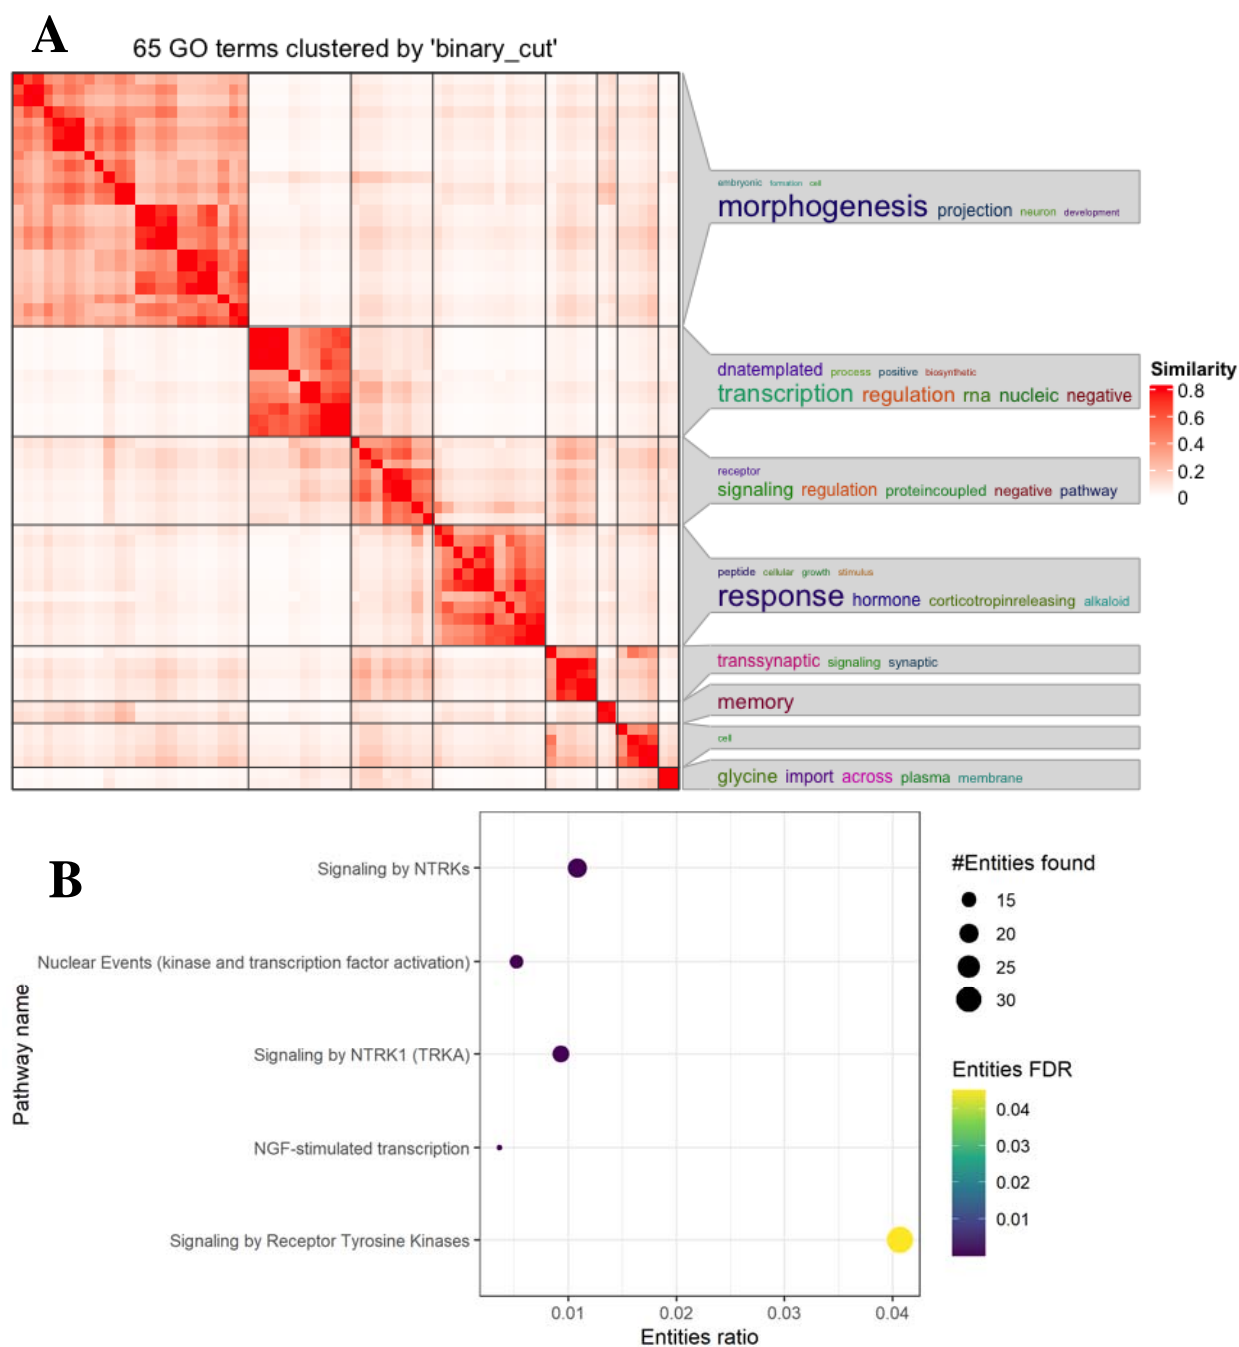 A
65 GO terms clustered by 'binary_cut'
embryonic formation cell
morphogenesis projection neuron development
dnatemplated process positive biosynthetic
transcription regulation rna nucleic negative
receptor
signaling regulation proteincoupled negative pathway
peptide cellular growth stimulus
response hormone corticotropinreleasing alkaloid
transsynaptic signaling synaptic
memory
cell
glycine import across plasma membrane
Similarity
0.8
0.6
0.4
0.2
0
B
Pathway name
Signaling by NTRKs
Nuclear Events (kinase and transcription factor activation)
Signaling by NTRK1 (TRKA)
NGF-stimulated transcription
Signaling by Receptor Tyrosine Kinases
0.01 0.02 0.03 0.04
Entities ratio
#Entities found
15
20
25
30
Entities FDR
0.04
0.03
0.02
0.01